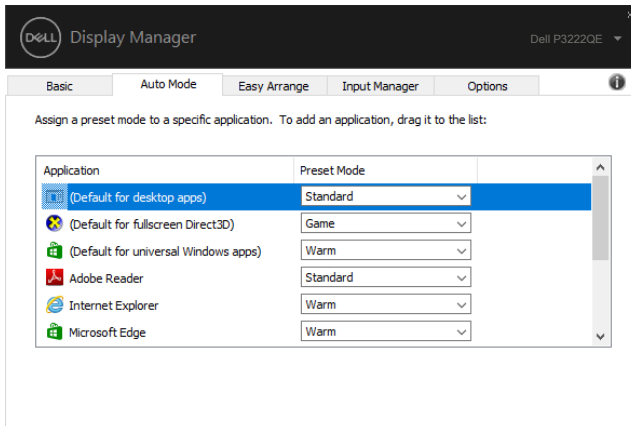 DELL Display Manager
Dell P3222QE
Basic Auto Mode Easy Arrange Input Manager Options
Assign a preset mode to a specific application. To add an application, drag it to the list:
Application Preset Mode
(Default for desktop apps) Standard
(Default for fullscreen Direct3D) Game
(Default for universal Windows apps) Warm
Adobe Reader Standard
Internet Explorer Warm
Microsoft Edge Warm